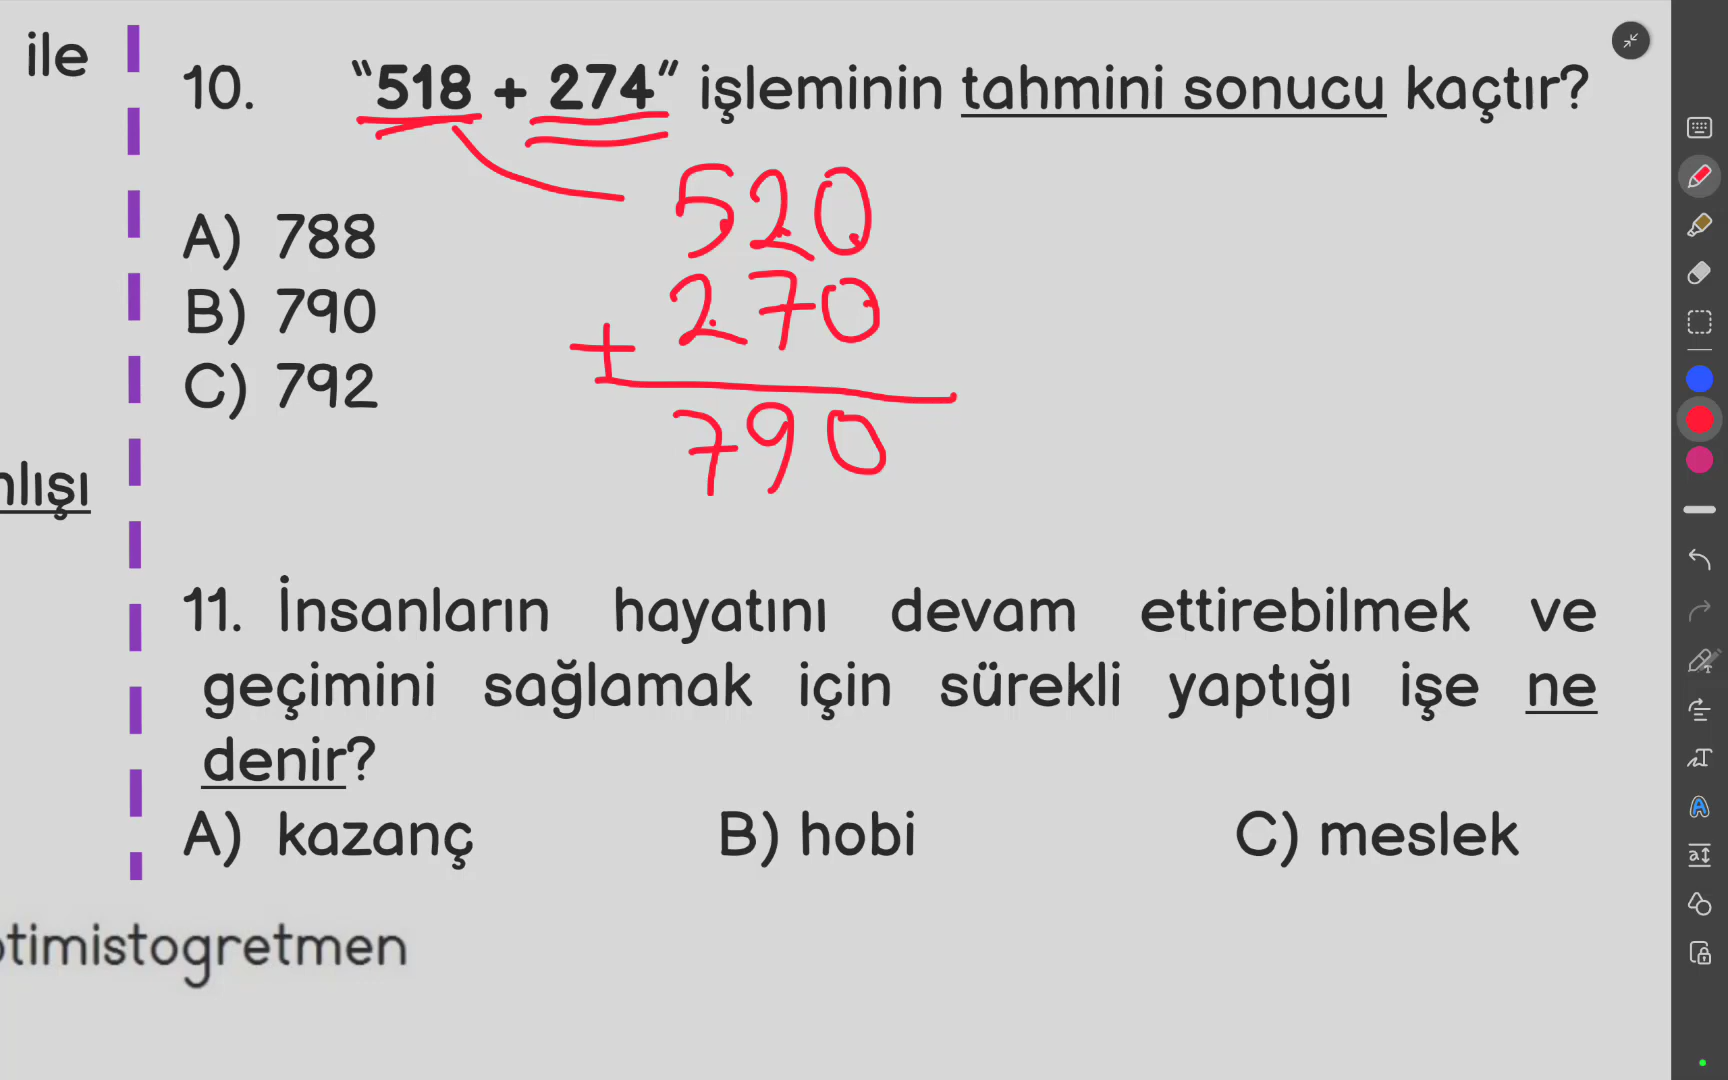 ile
nlışı
10. "518 + 274" işleminin tahmini sonucu kaçtır?
520
A) 788
270
B) 790
+
C) 792
790
11. İnsanların hayatını devam ettirebilmek ve
geçimini sağlamak için sürekli yaptığı işe ne
denir?
A) kazanç B) hobi C) meslek
otimistogretmen